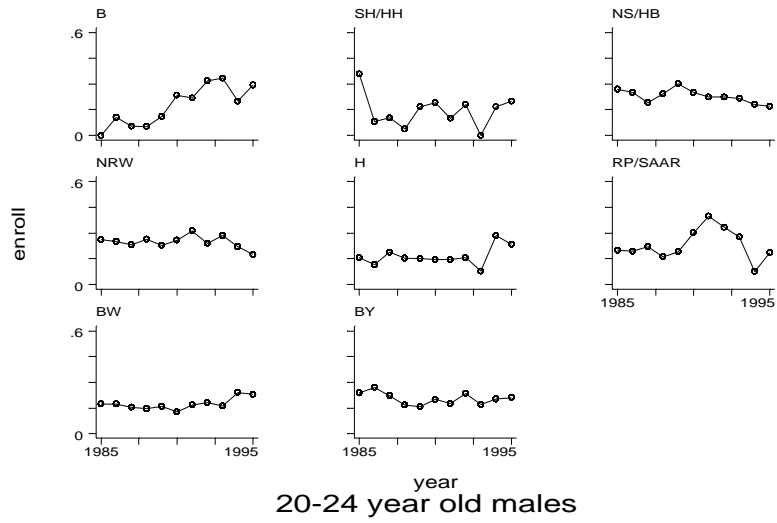 B
SH/HH
NS/HB
.6
0
NRW
H
RP/SAAR
.6
0
1985
1995
BW
BY
.6
0
1985
1995
1985
1995
enroll
year
20-24 year old males